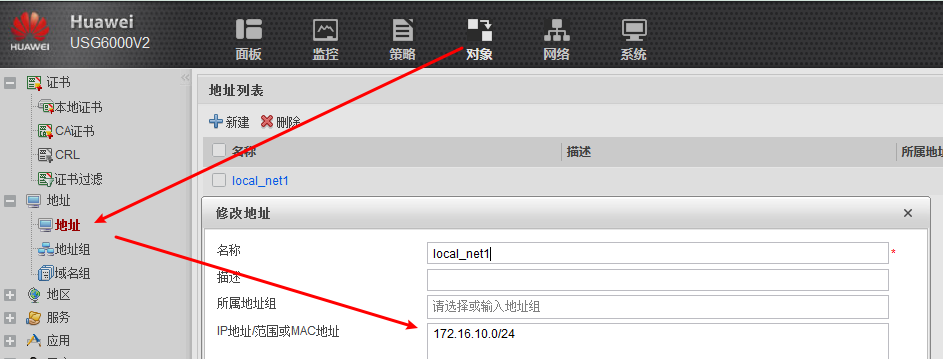 Huawei
USG6000V2
HUAWEI
面板
监控
策略
对象
网络
系统
证书
本地证书
CA证书
CRL
证书过滤
地址
地址
地址组
域名组
地区
服务
应用
地址列表
新建
删除
名称
描述
所属地
local_net1
修改地址
名称
local_net1
*
描述
所属地址组
请选择或输入地址组
IP地址/范围或MAC地址
172.16.10.0/24